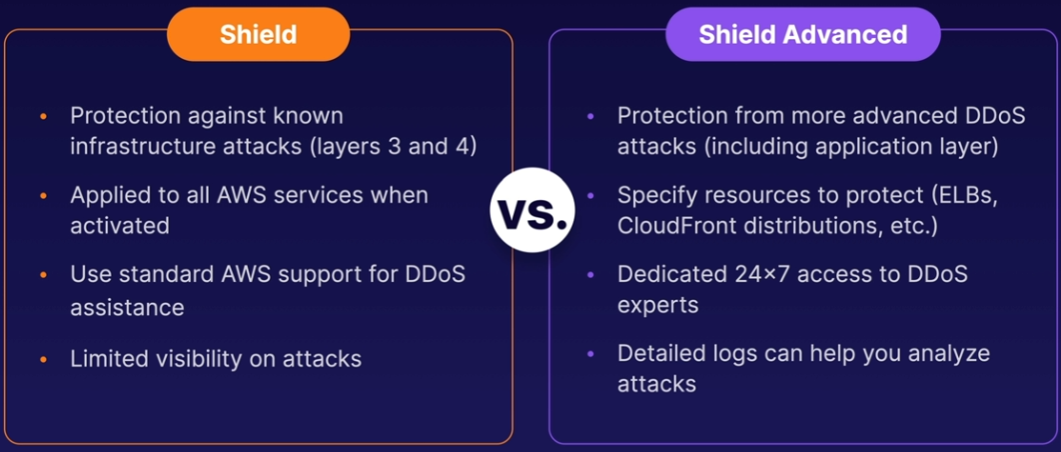 Shield
• Protection against known
infrastructure attacks (layers 3 and 4)
• Applied to all AWS services when
activated
• Use standard AWS support for DDoS
assistance
• Limited visibility on attacks
vs.
Shield Advanced
• Protection from more advanced DDoS
attacks (including application layer)
• Specify resources to protect (ELBs,
CloudFront distributions, etc.)
• Dedicated 24×7 access to DDoS
experts
• Detailed logs can help you analyze
attacks